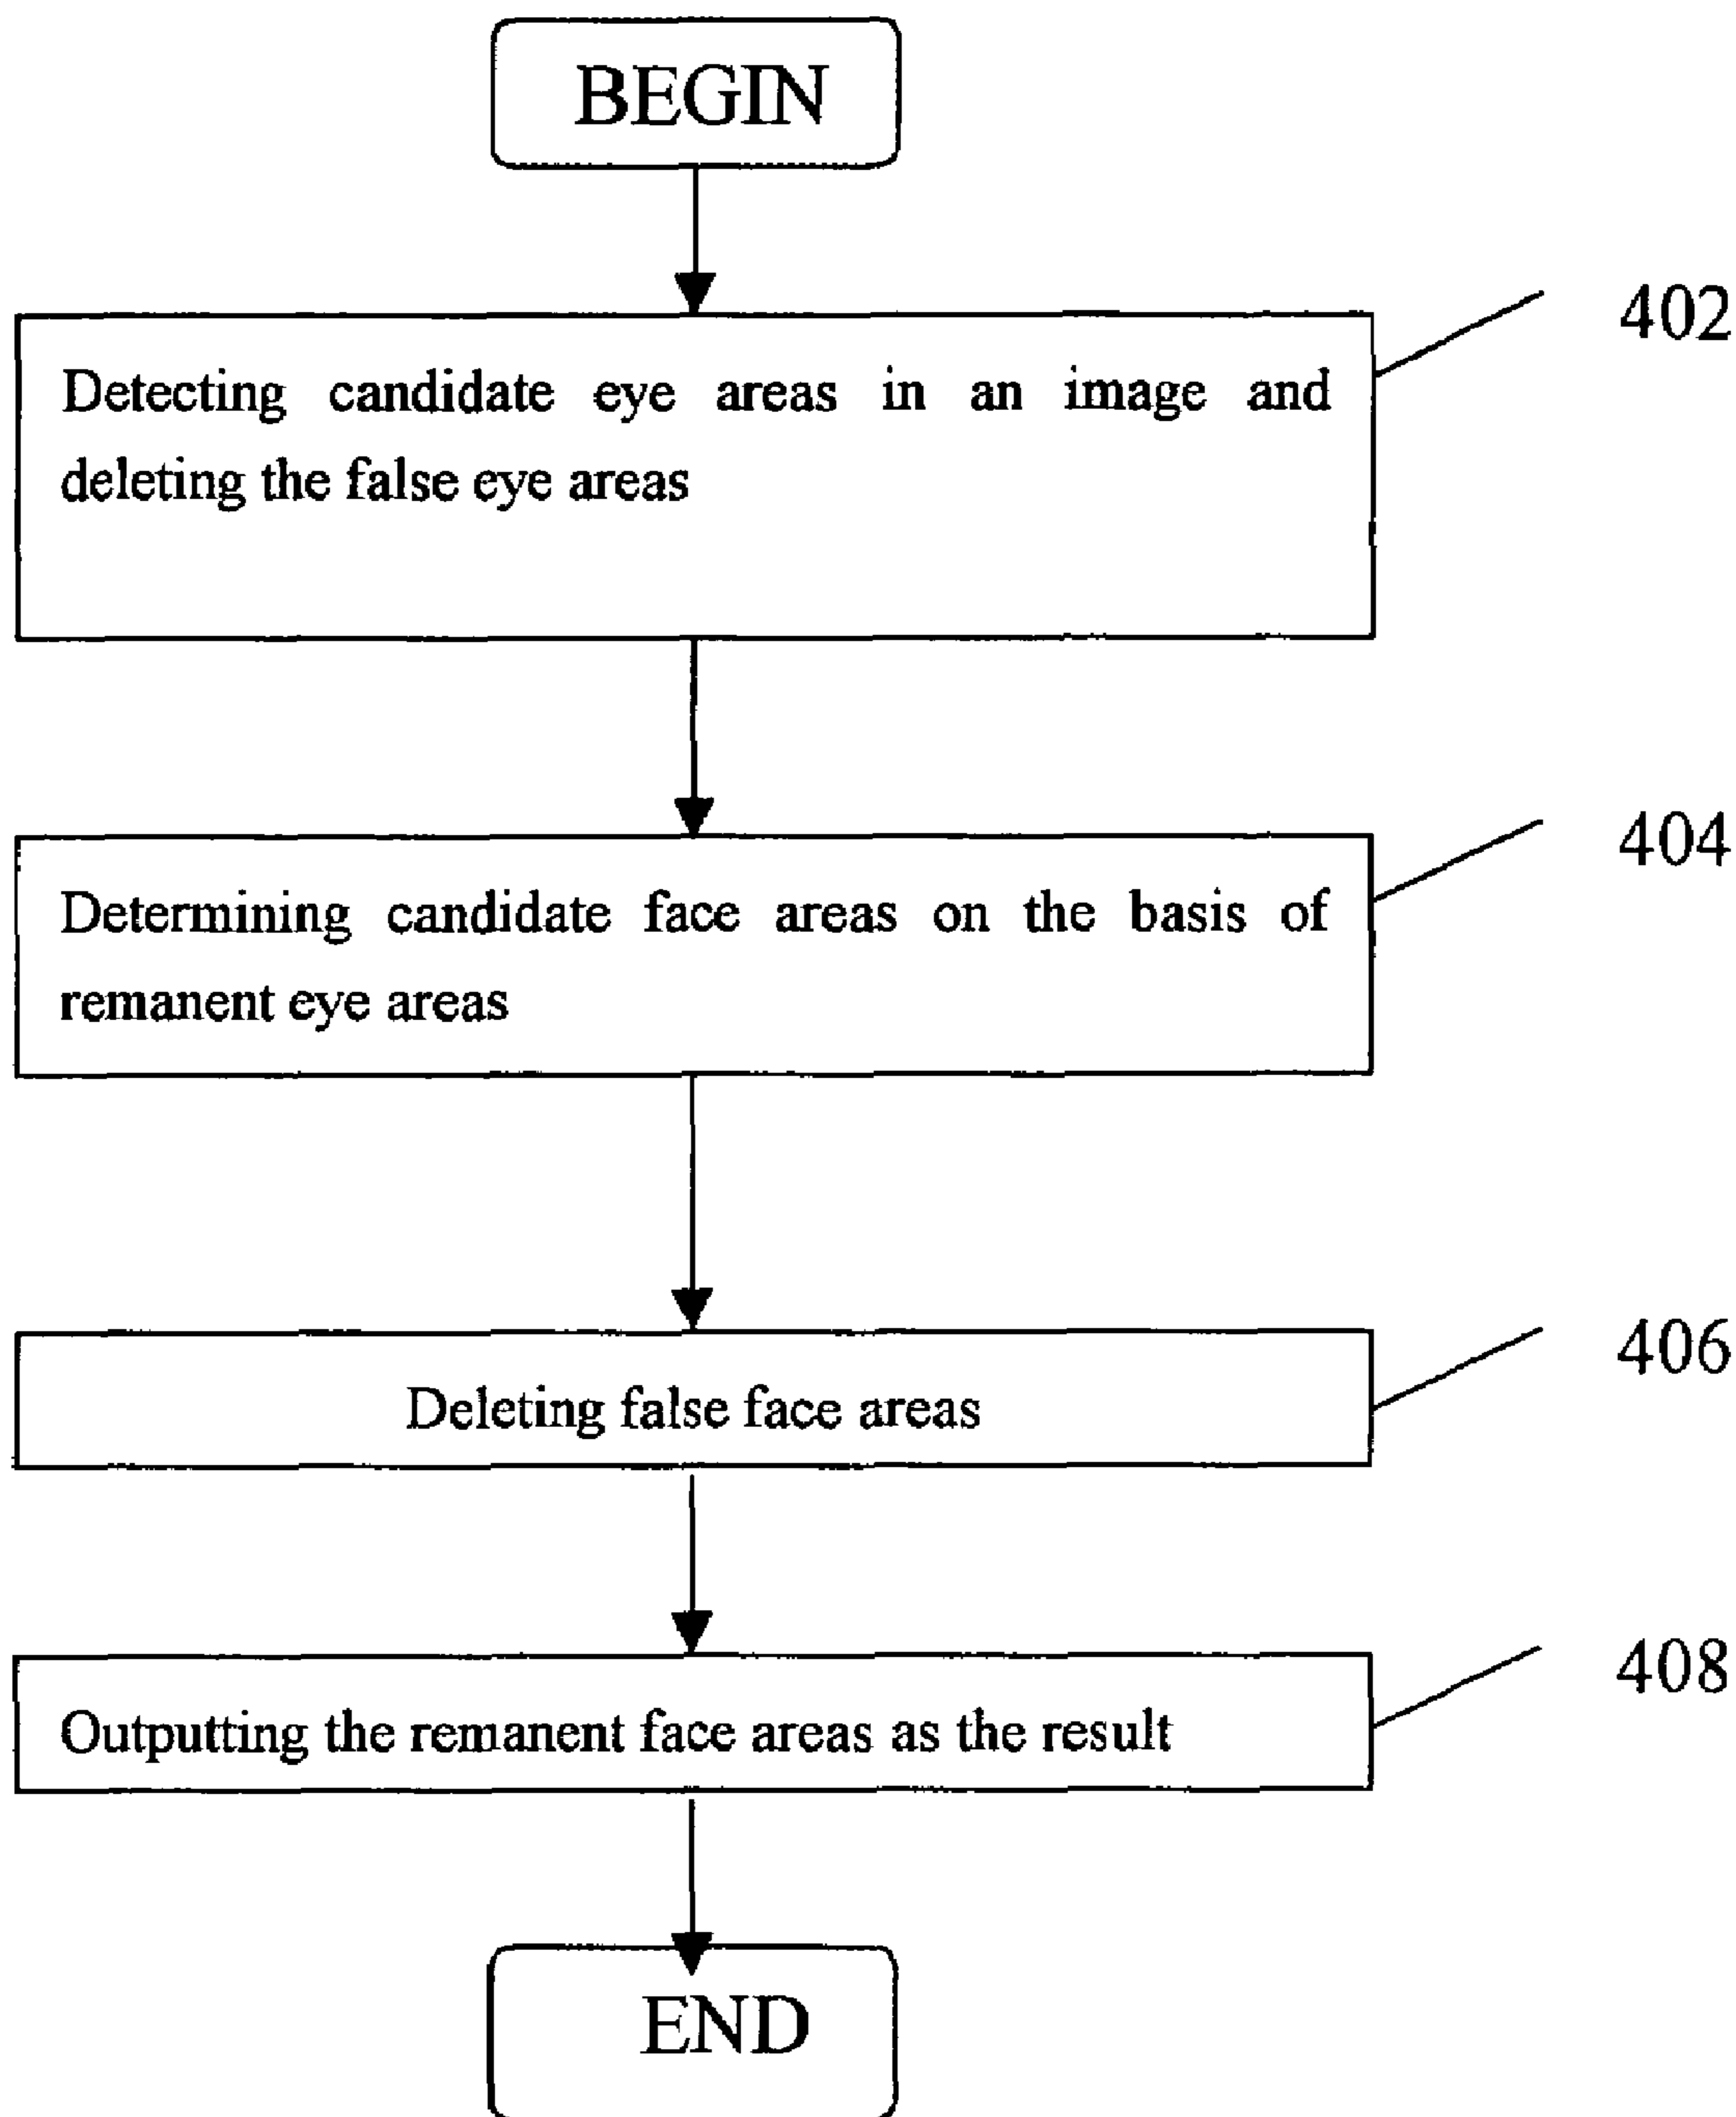 BEGIN
402
Detecting candidate eye areas in an image and
deleting the false eye areas
404
Determining candidate face areas on the basis of
remanent eye areas
406
Deleting false face areas
408
Outputting the remanent face areas as the result
END